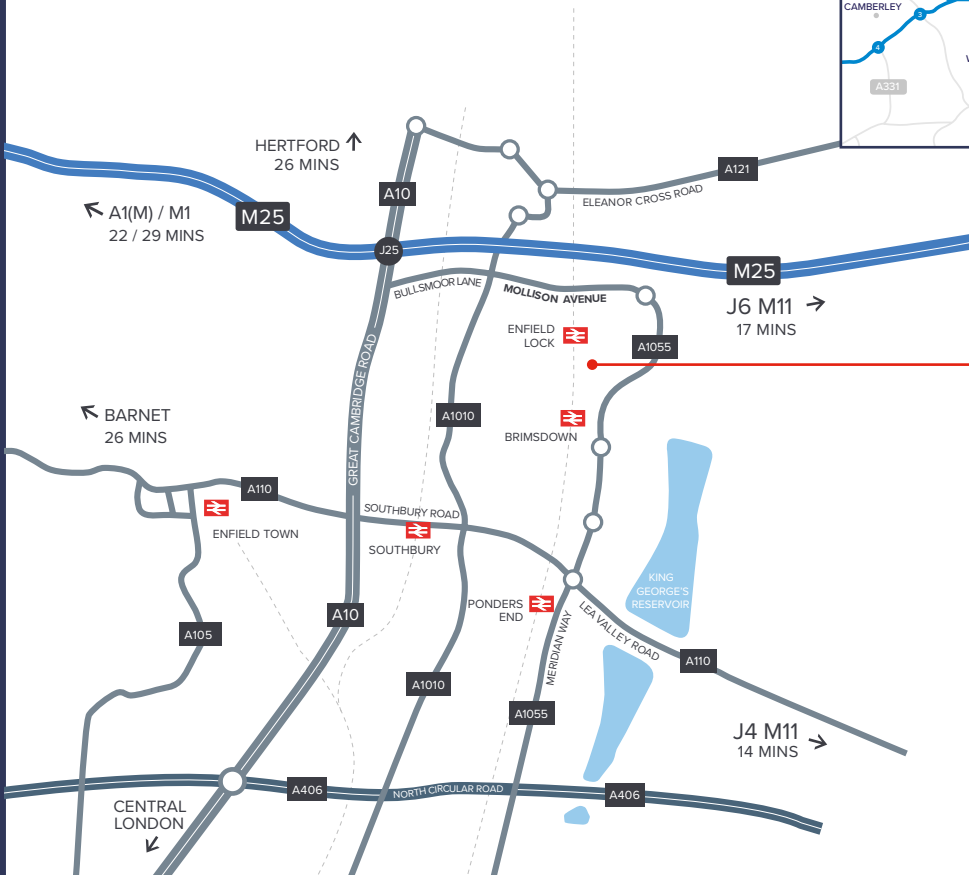 CAMBERLEY
3
4
A331
HERTFORD
26 MINS
A10
A121
ELEANOR CROSS ROAD
A1(M) / M1
22 / 29 MINS
M25
J25
M25
BULLSMOOR LANE
MOLLISON AVENUE
J6 M11
17 MINS
ENFIELD
LOCK
A1055
GREAT CAMBRIDGE ROAD
BARNET
26 MINS
A1010
BRIMSDOWN
A110
SOUTHBURY ROAD
ENFIELD TOWN
SOUTHBURY
KING
GEORGE'S
RESERVOIR
PONDERS
END
A10
LEA VALLEY ROAD
MERIDIAN WAY
A105
A110
A1010
A1055
J4 M11
14 MINS
A406
NORTH CIRCULAR ROAD
A406
CENTRAL
LONDON